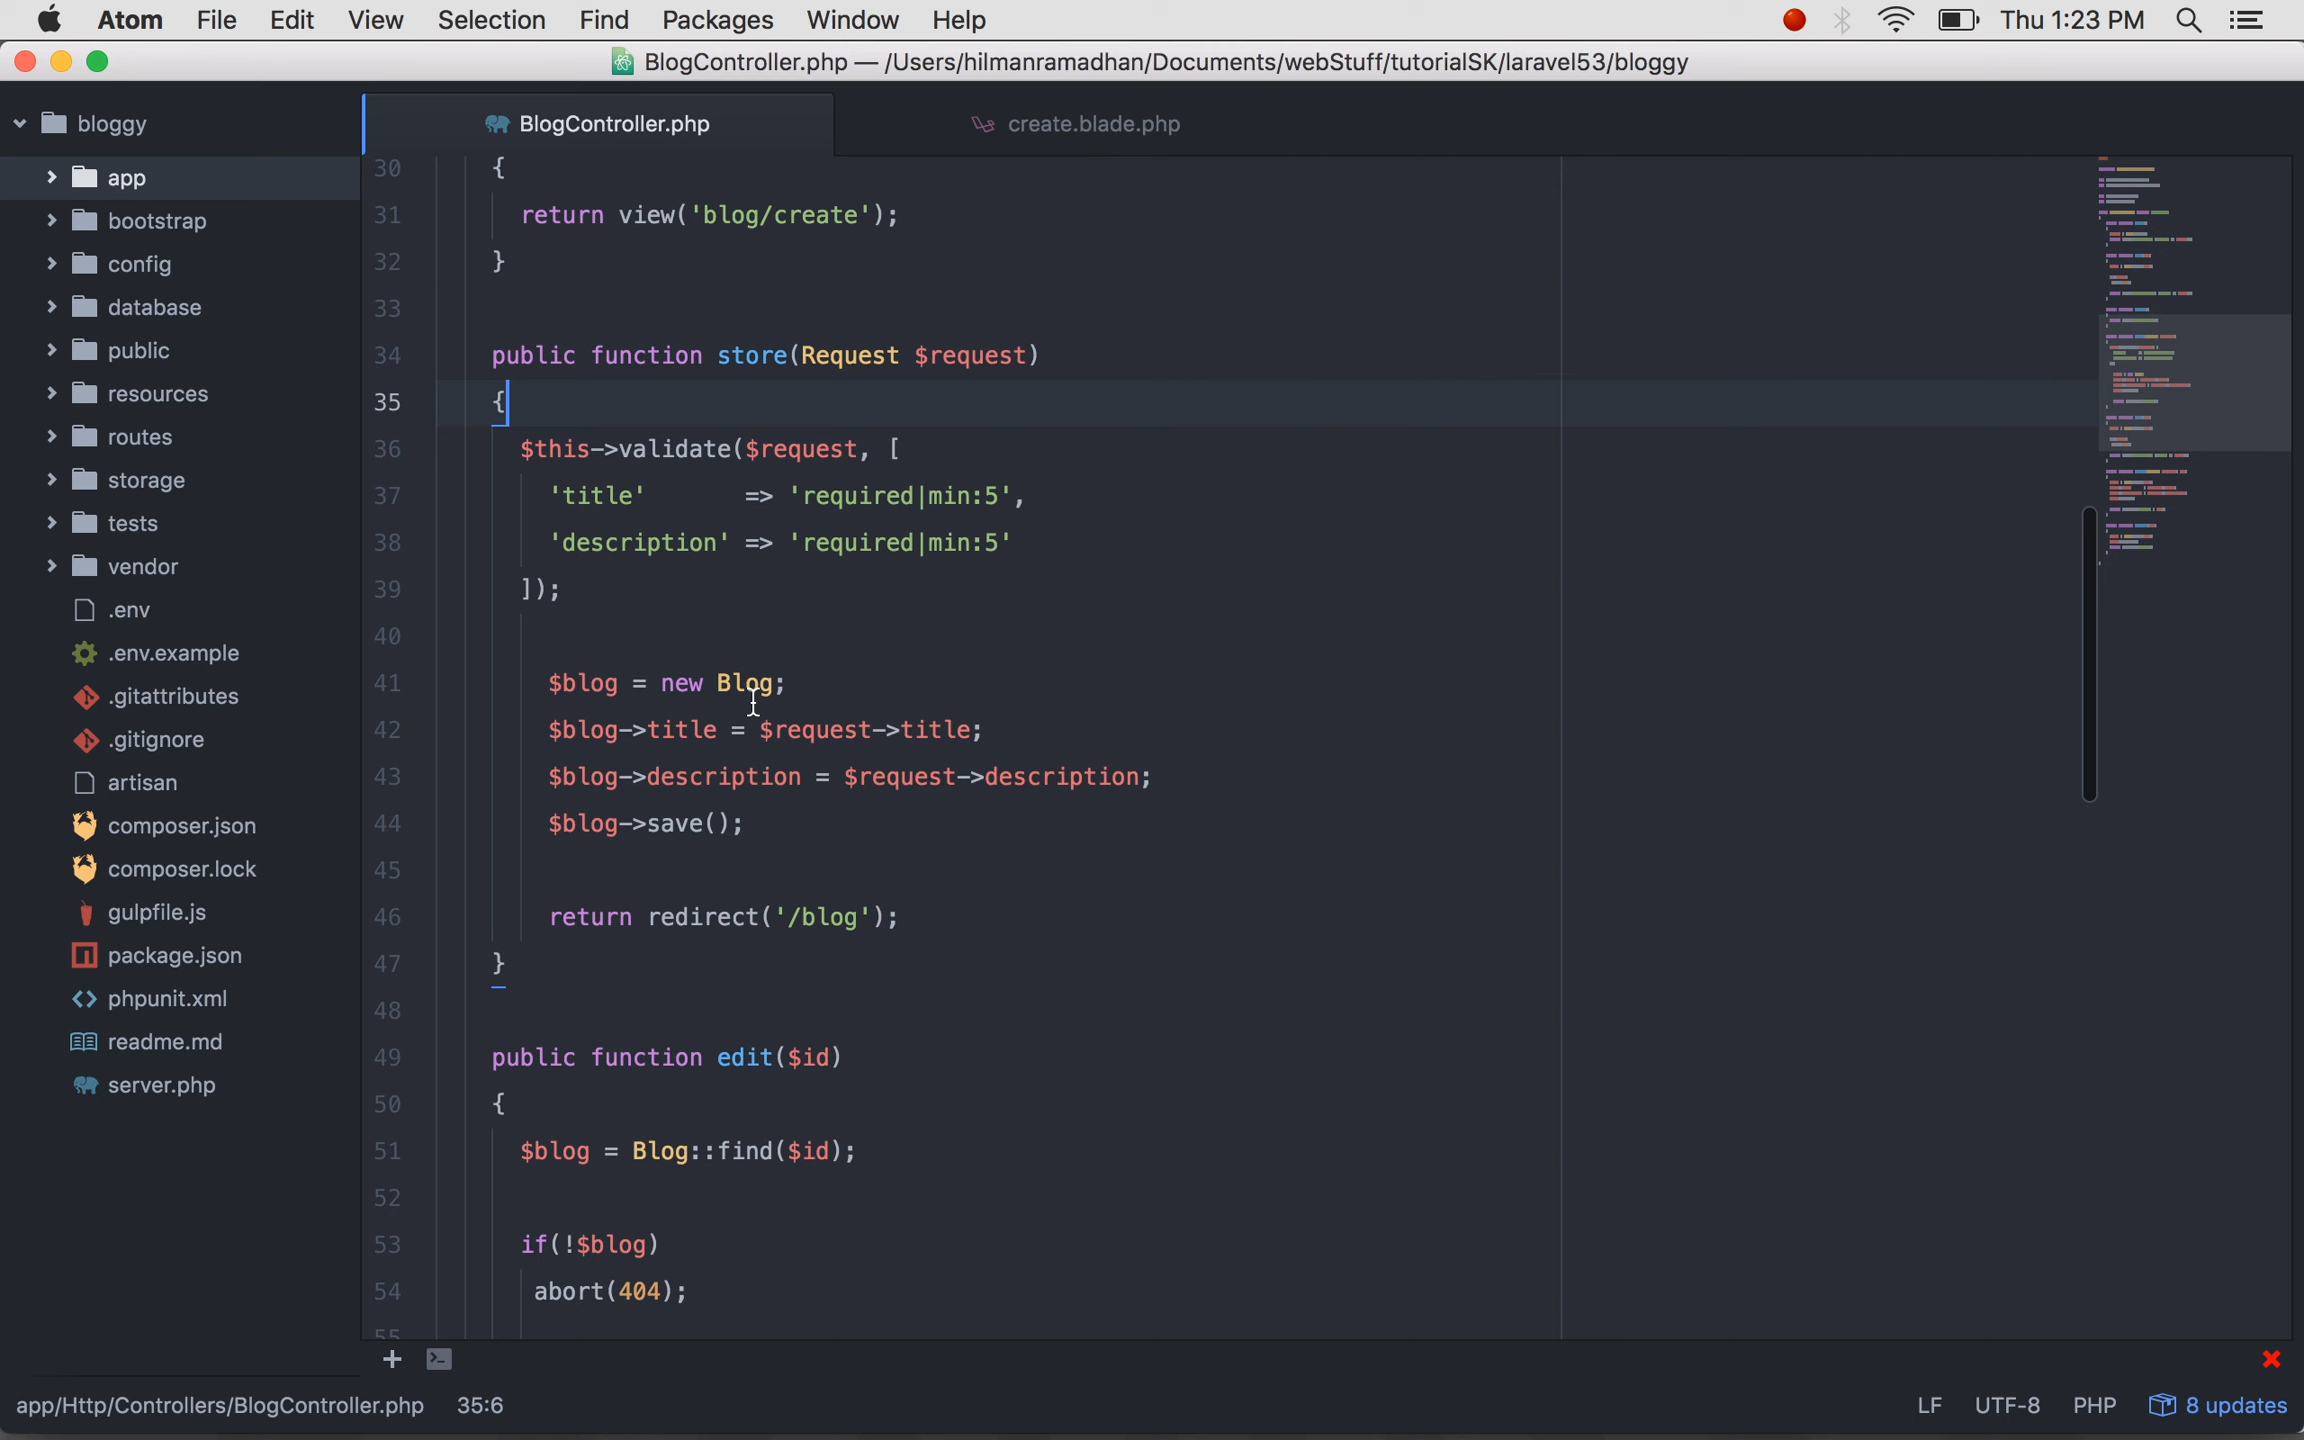 Atom File Edit View Selection Find Packages Window Help Thu 1:23 PM
BlogController.php — /Users/hilmanramadhan/Documents/webStuff/tutorialSK/laravel53/bloggy
bloggy
app
bootstrap
config
database
public
resources
routes
storage
tests
vendor
.env
.env.example
.gitattributes
.gitignore
artisan
composer.json
composer.lock
gulpfile.js
package.json
phpunit.xml
readme.md
server.php
BlogController.php create.blade.php
30 {
31 return view('blog/create');
32 }
33
34 public function store(Request $request)
35 {
36 $this->validate($request, [
37 'title' => 'required|min:5',
38 'description' => 'required|min:5'
39 ]);
40
41 $blog = new Blog;
42 $blog->title = $request->title;
43 $blog->description = $request->description;
44 $blog->save();
45
46 return redirect('/blog');
47 }
48
49 public function edit($id)
50 {
51 $blog = Blog::find($id);
52
53 if(!$blog)
54 abort(404);
55
app/Http/Controllers/BlogController.php 35:6 LF UTF-8 PHP 8 updates